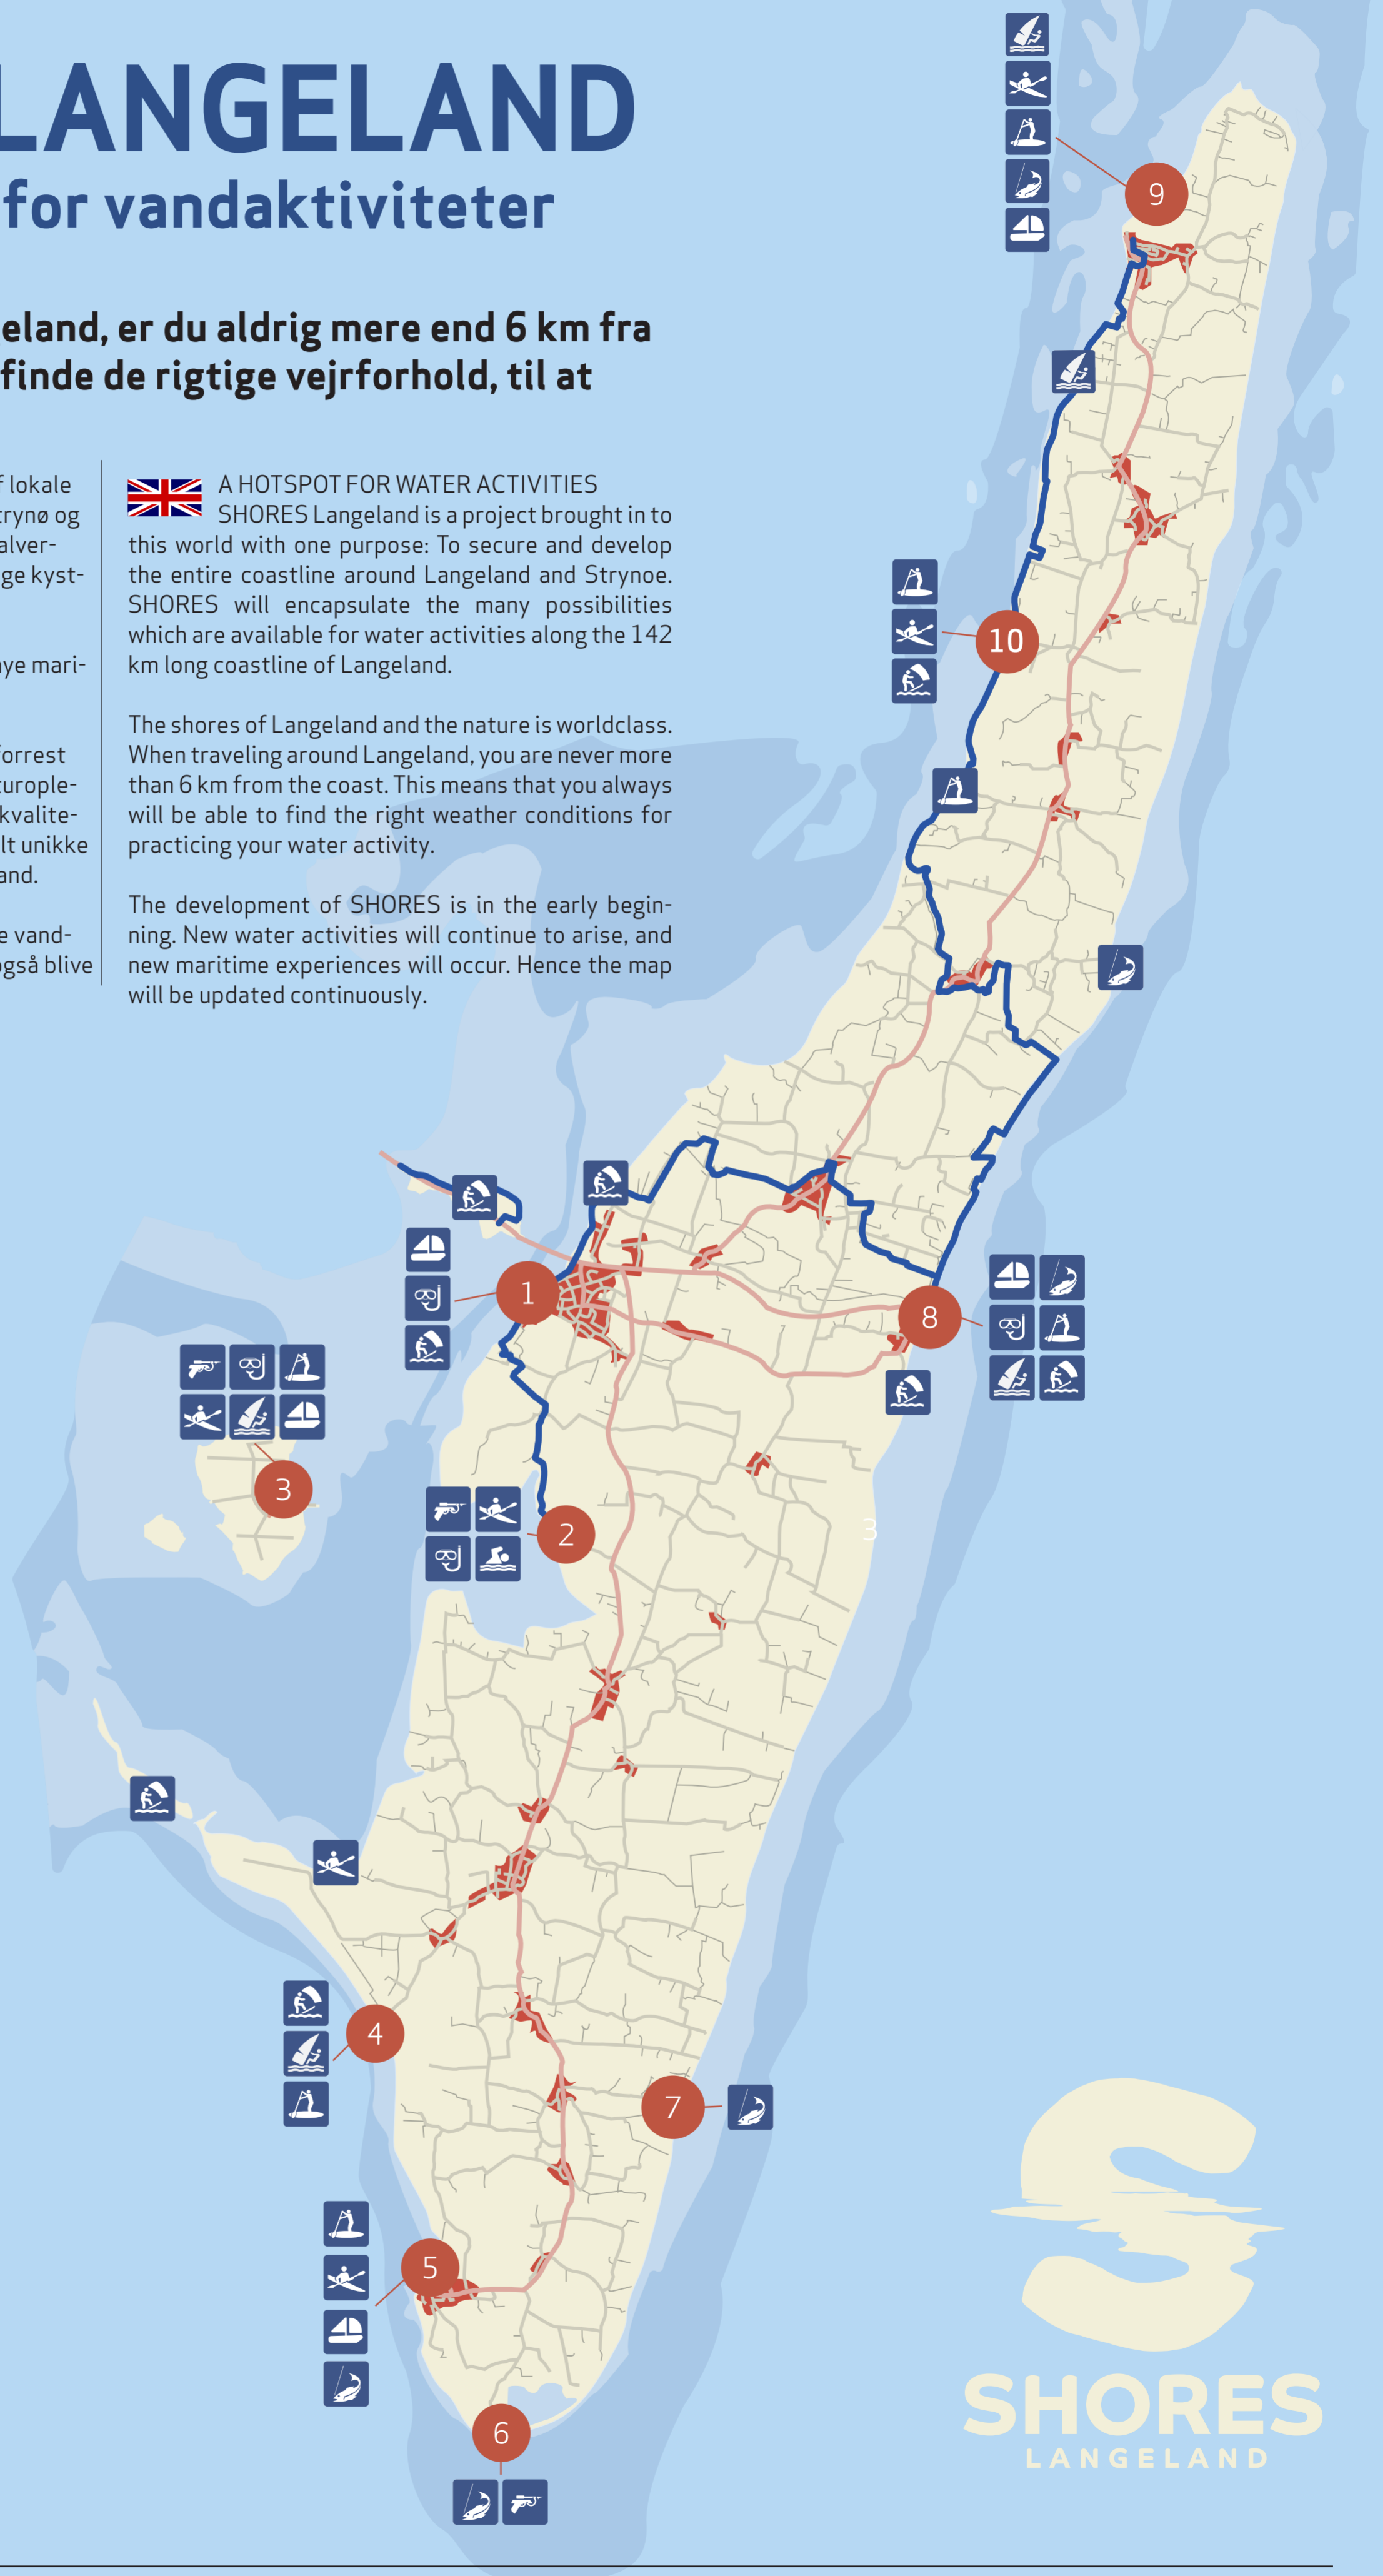 LANGELAND
for vandaktiviteter
eland, er du aldrig mere end 6 km fra
finde de rigtige vejrforhold, til at
lokale
trynø og
alver-
ge kyst-
ye mari-
orrest
urople-
kvalite-
lt unikke
and.
e vand-
også blive
A HOTSPOT FOR WATER ACTIVITIES
SHORES Langeland is a project brought in to
this world with one purpose: To secure and develop
the entire coastline around Langeland and Strynoe.
SHORES will encapsulate the many possibilities
which are available for water activities along the 142
km long coastline of Langeland.
The shores of Langeland and the nature is worldclass.
When traveling around Langeland, you are never more
than 6 km from the coast. This means that you always
will be able to find the right weather conditions for
practicing your water activity.
The development of SHORES is in the early begin-
ning. New water activities will continue to arise, and
new maritime experiences will occur. Hence the map
will be updated continuously.
9
10
1
8
3
2
3
4
7
5
6
SHORES
LANGELAND